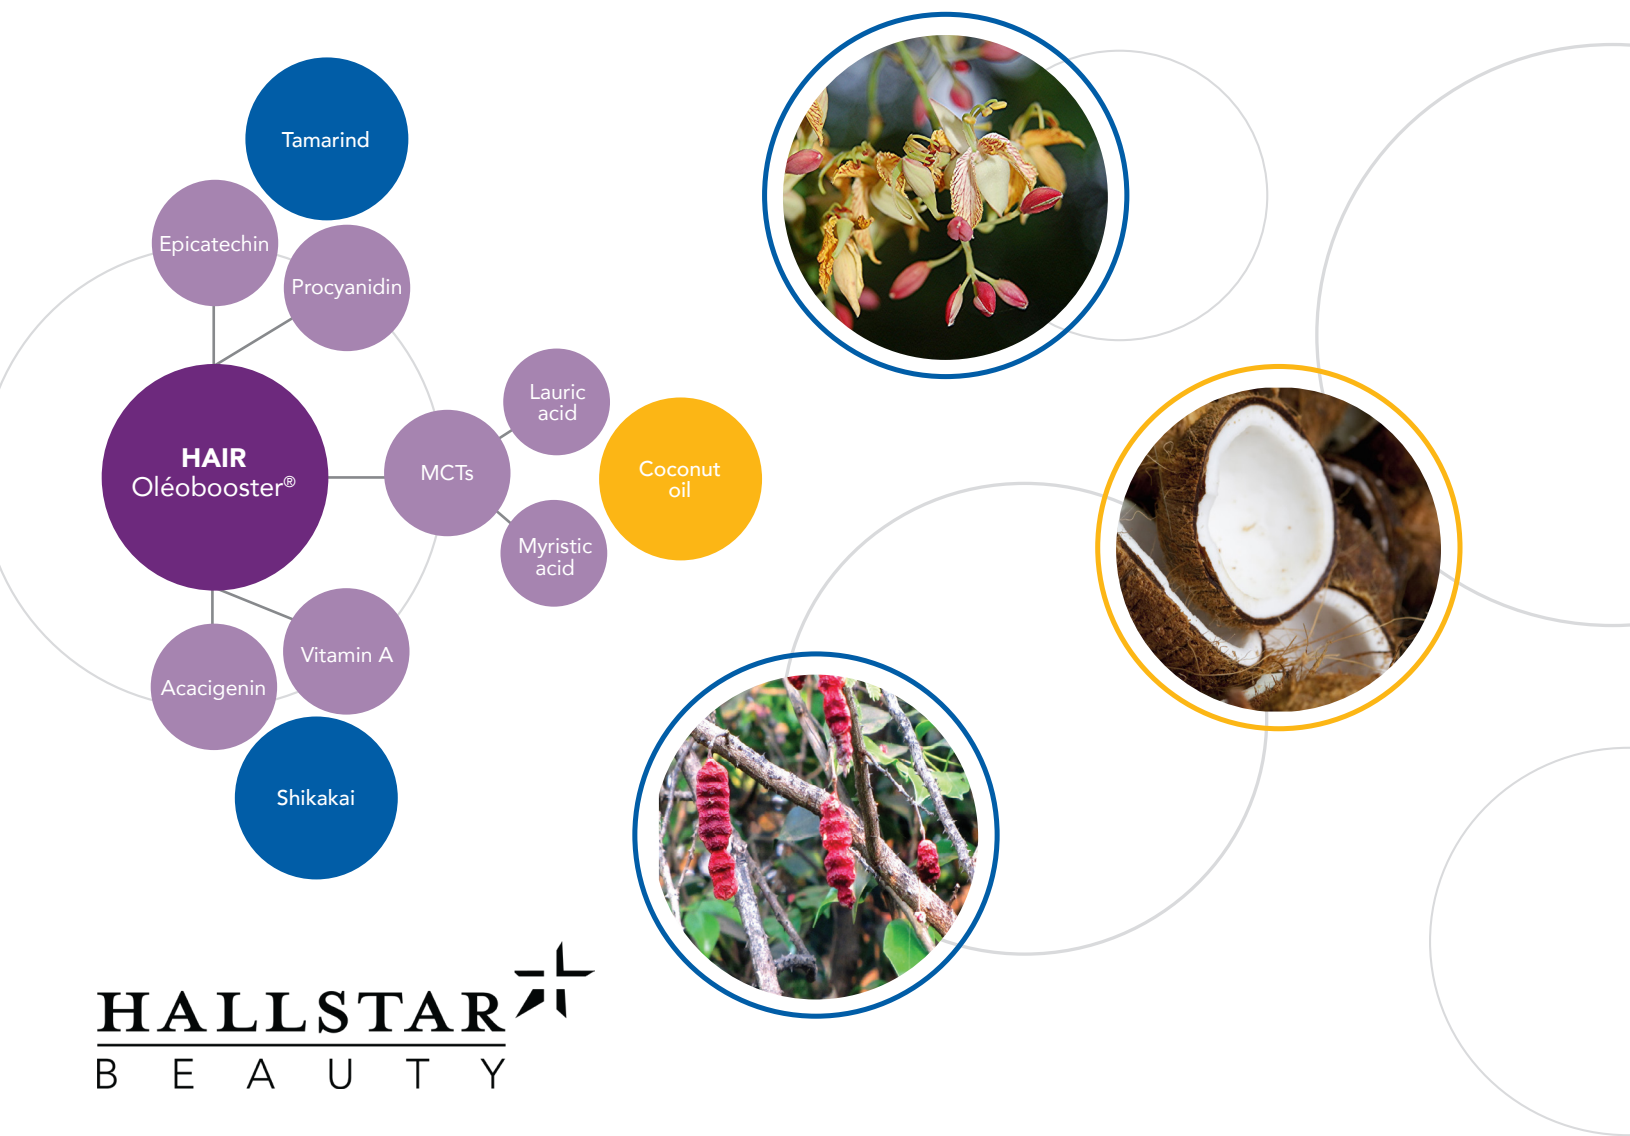 Tamarind
Epicatechin
Procyanidin
Lauric
acid
HAIR
Oléobooster®
MCTs
Coconut
oil
Myristic
acid
Vitamin A
Acacigenin
Shikakai
HALLSTAR
BEAUTY